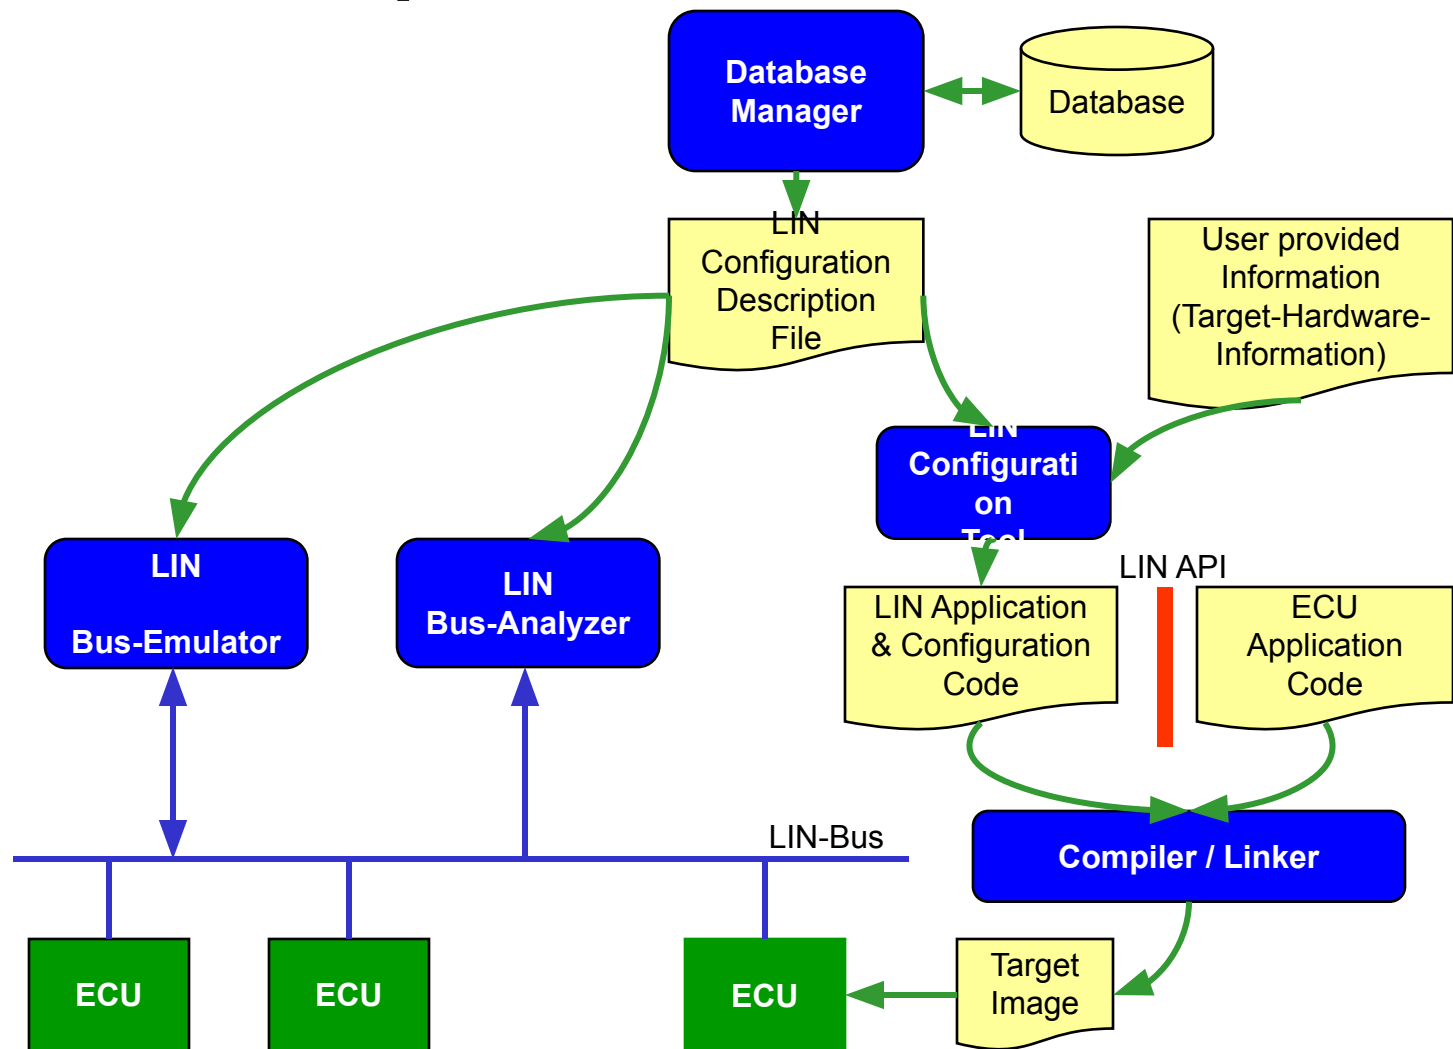 Database
Manager
Database
LIN
Configuration
Description
File
User provided
Information
(Target-Hardware-
Information)
LIN
Configurati
on
Tool
LIN
Bus-Emulator
LIN
Bus-Analyzer
LIN API
LIN Application
& Configuration
Code
ECU
Application
Code
LIN-Bus
Compiler / Linker
ECU
ECU
ECU
Target
Image